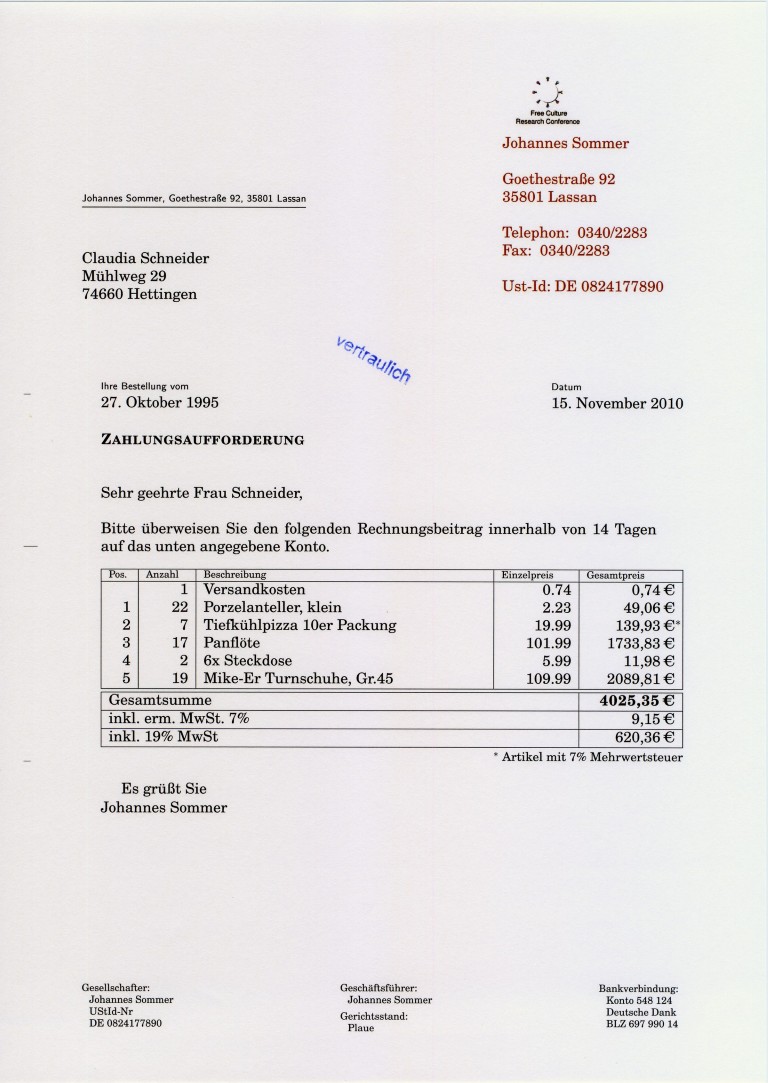 Free Culture
Research Conference
Johannes Sommer
Goethestraße 92
35801 Lassan
Telephon: 0340/2283
Fax: 0340/2283
Ust-Id: DE 0824177890
Johannes Sommer, Goethestraße 92, 35801 Lassan
Claudia Schneider
Mühlweg 29
74660 Hettingen
vertraulich
Ihre Bestellung vom
27. Oktober 1995
Datum
15. November 2010
ZAHLUNGSAUFFORDERUNG
Sehr geehrte Frau Schneider,
Bitte überweisen Sie den folgenden Rechnungsbeitrag innerhalb von 14 Tagen
auf das unten angegebene Konto.
Pos. Anzahl Beschreibung Einzelpreis Gesamtpreis
1 Versandkosten 0.74 0,74 €
1 22 Porzelanteller, klein 2.23 49,06 €
2 7 Tiefkühlpizza 10er Packung 19.99 139,93 €*
3 17 Panflöte 101.99 1733,83 €
4 2 6x Steckdose 5.99 11,98 €
5 19 Mike-Er Turnschuhe, Gr.45 109.99 2089,81 €
Gesamtsumme 4025,35 €
inkl. erm. MwSt. 7% 9,15 €
inkl. 19% MwSt 620,36 €
* Artikel mit 7% Mehrwertsteuer
Es grüßt Sie
Johannes Sommer
Gesellschafter:
Johannes Sommer
UStId-Nr
DE 0824177890
Geschäftsführer:
Johannes Sommer
Gerichtsstand:
Plaue
Bankverbindung:
Konto 548 124
Deutsche Dank
BLZ 697 990 14